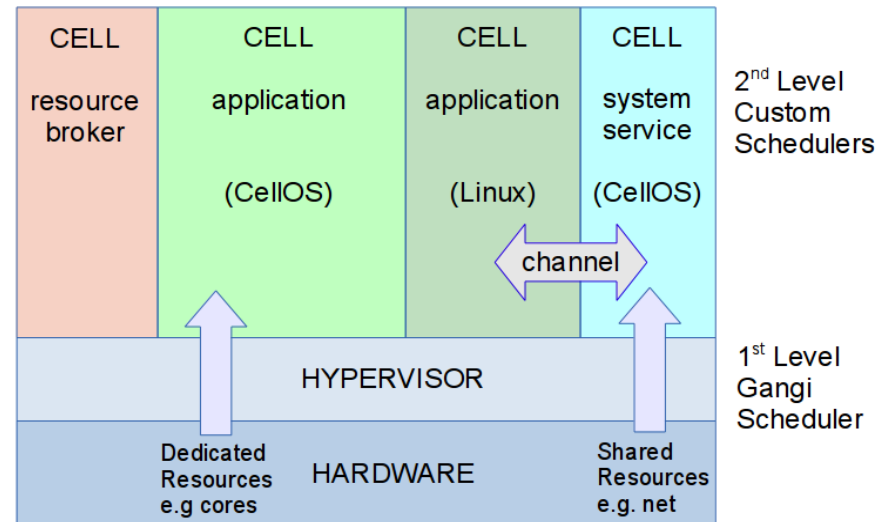 CELL
resource
broker
CELL
application
(CellOS)
CELL
application
(Linux)
CELL
system
service
(CellOS)
channel
2nd Level
Custom
Schedulers
HYPERVISOR
1st Level
Gangi
Scheduler
Dedicated
Resources
e.g cores
HARDWARE
Shared
Resources
e.g. net